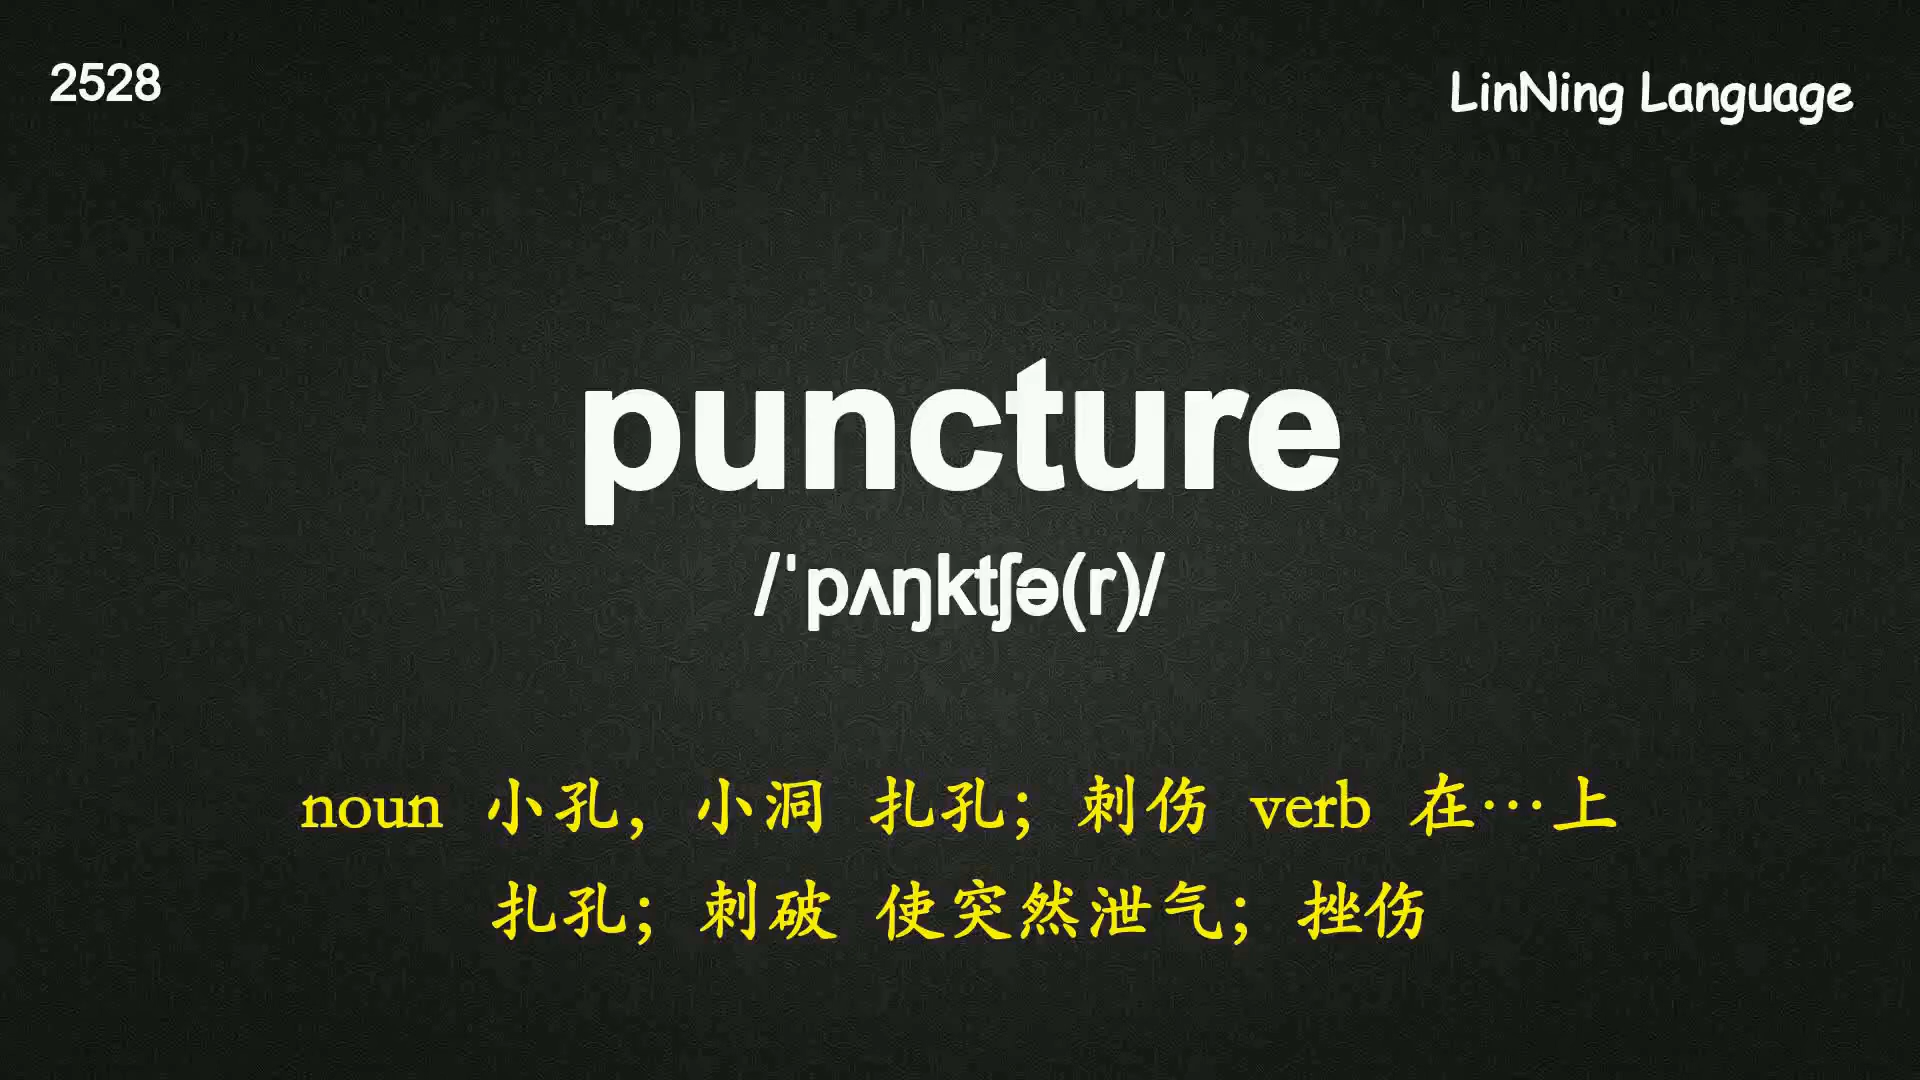 2528
LinNing Language
puncture
/ˈpʌŋktʃə(r)/
noun 小孔，小洞 扎孔；刺伤 verb 在…上
扎孔；刺破 使突然泄气；挫伤